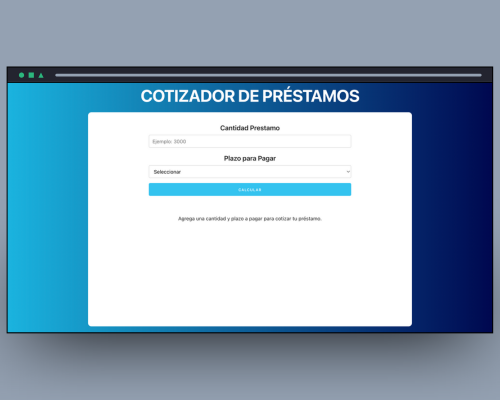 COTIZADOR DE PRÉSTAMOS
Cantidad Prestamo
Ejemplo: 3000
Plazo para Pagar
Seleccionar
CALCULAR
Agrega una cantidad y plazo a pagar para cotizar tu préstamo.